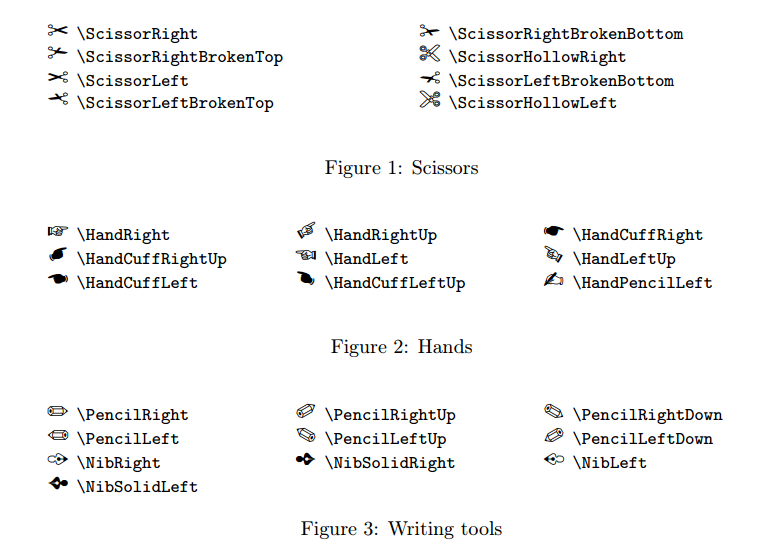 \ScissorRight \ScissorRightBrokenBottom
\ScissorRightBrokenTop \ScissorHollowRight
\ScissorLeft \ScissorLeftBrokenBottom
\ScissorLeftBrokenTop \ScissorHollowLeft
Figure 1: Scissors
\HandRight \HandRightUp \HandCuffRight
\HandCuffRightUp \HandLeft \HandLeftUp
\HandCuffLeft \HandCuffLeftUp \HandPencilLeft
Figure 2: Hands
\PencilRight \PencilRightUp \PencilRightDown
\PencilLeft \PencilLeftUp \PencilLeftDown
\NibRight \NibSolidRight \NibLeft
\NibSolidLeft
Figure 3: Writing tools